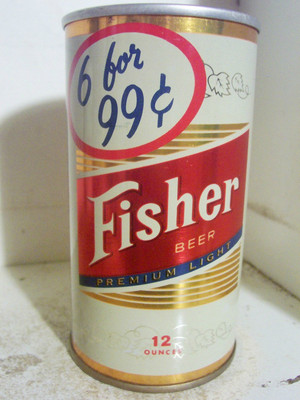 6 for
99¢
Fisher
BEER
PREMIUM LIGHT
12
OUNCES